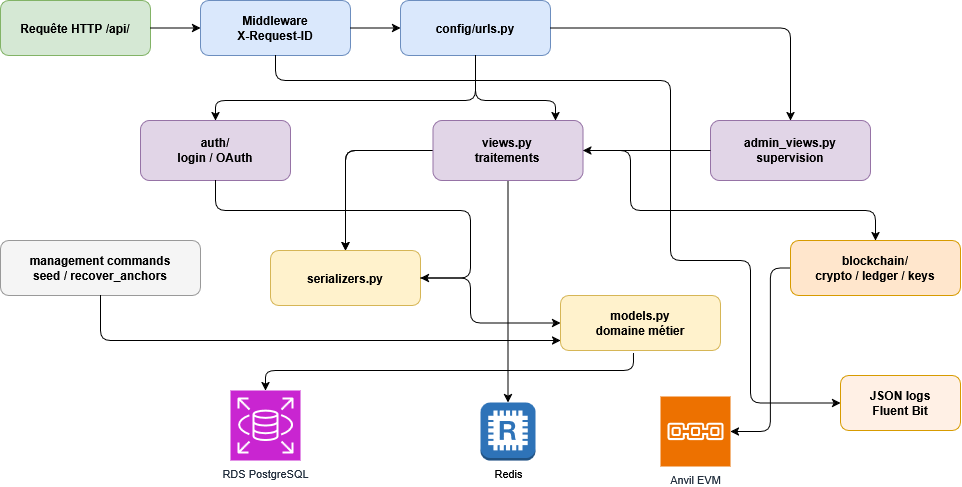 Requête HTTP /api/
Middleware
X-Request-ID
config/urls.py
auth/
login / OAuth
views.py
traitements
admin_views.py
supervision
management commands
seed / recover_anchors
serializers.py
blockchain/
crypto / ledger / keys
models.py
domaine métier
JSON logs
Fluent Bit
R
RDS PostgreSQL
Redis
Anvil EVM